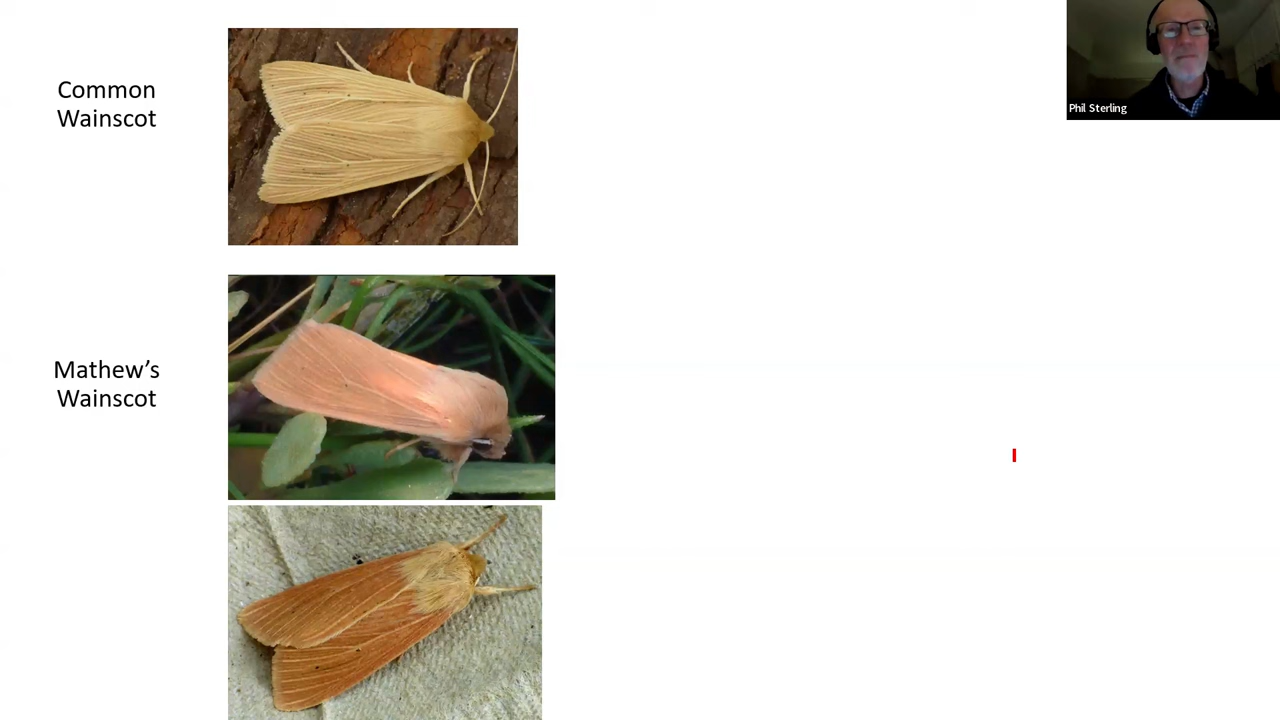 Common
Wainscot
Phil Sterling
Mathew’s
Wainscot